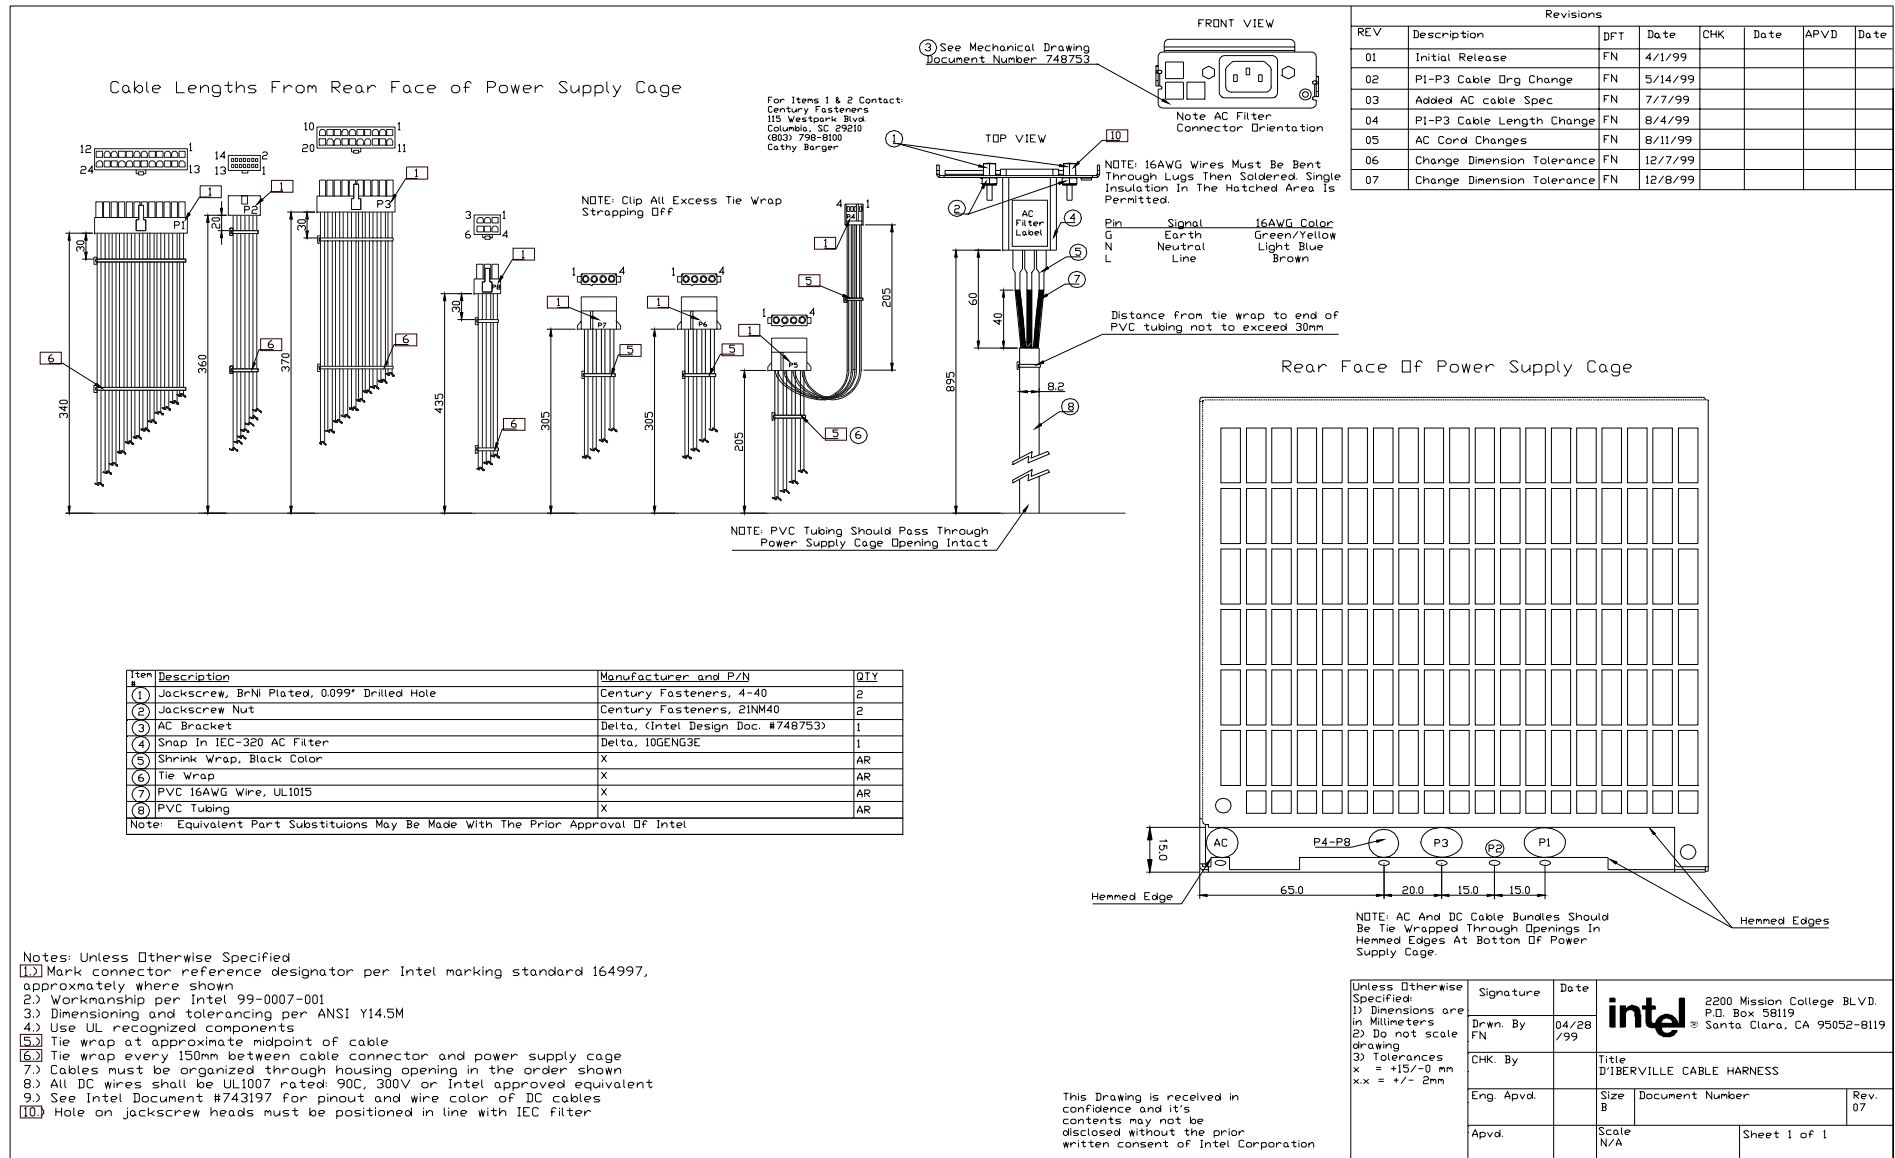 Revisions
REV Description DFT Date CHK Date APVD Date
01 Initial Release FN 4/1/99
02 P1-P3 Cable Org Change FN 5/14/99
03 Added AC cable Spec FN 7/7/99
04 P1-P3 Cable Length Change FN 8/4/99
05 AC Cord Changes FN 8/11/99
06 Change Dimension Tolerance FN 12/7/99
07 Change Dimension Tolerance FN 12/8/99
FRONT VIEW
3 See Mechanical Drawing
Document Number 748753
Note AC Filter
Connector Orientation
Cable Lengths From Rear Face of Power Supply Cage
For Items 1 & 2 Contact:
Century Fasteners
115 Westpark Blvd.
Columbia, SC 29210
(803) 798-8100
Cathy Barger
TOP VIEW
1
10
2
NOTE: 16AWG Wires Must Be Bent
Through Lugs Then Soldered. Single
Insulation In The Hatched Area Is
Permitted.
Pin Signal 16AWG Color
G Earth Green/Yellow
N Neutral Light Blue
L Line Brown
AC
Filter
Label
4
5
7
60
40
895
8.2
8
Distance from tie wrap to end of
PVC tubing not to exceed 30mm
NOTE: Clip All Excess Tie Wrap
Strapping Off
12 1
24 13
1
P1
30
6
340
14 2
13 1
1
P2
20
6
360
10 1
20 11
1
P3
30
6
370
3 1
6 4
1
P8
30
6
435
1 4
1
P7
5
305
1 4
1
P6
5
305
1 4
1
P5
5 6
205
4 1
P4
1
5
205
NOTE: PVC Tubing Should Pass Through
Power Supply Cage Opening Intact
Rear Face Of Power Supply Cage
AC P4-P8 P3 P2 P1
15.0
65.0 20.0 15.0 15.0
Hemmed Edge
Hemmed Edges
NOTE: AC And DC Cable Bundles Should
Be Tie Wrapped Through Openings In
Hemmed Edges At Bottom Of Power
Supply Cage.
Item # Description Manufacturer and P/N QTY
1 Jackscrew, BrNi Plated, 0.099" Drilled Hole Century Fasteners, 4-40 2
2 Jackscrew Nut Century Fasteners, 21NM40 2
3 AC Bracket Delta, (Intel Design Doc. #748753) 1
4 Snap In IEC-320 AC Filter Delta, 10GENG3E 1
5 Shrink Wrap, Black Color X AR
6 Tie Wrap X AR
7 PVC 16AWG Wire, UL1015 X AR
8 PVC Tubing X AR
Note: Equivalent Part Substituions May Be Made With The Prior Approval Of Intel
Notes: Unless Otherwise Specified
1.) Mark connector reference designator per Intel marking standard 164997,
approxmately where shown
2.) Workmanship per Intel 99-0007-001
3.) Dimensioning and tolerancing per ANSI Y14.5M
4.) Use UL recognized components
5.) Tie wrap at approximate midpoint of cable
6.) Tie wrap every 150mm between cable connector and power supply cage
7.) Cables must be organized through housing opening in the order shown
8.) All DC wires shall be UL1007 rated: 90C, 300V or Intel approved equivalent
9.) See Intel Document #743197 for pinout and wire color of DC cables
10.) Hole on jackscrew heads must be positioned in line with IEC filter
This Drawing is received in
confidence and it's
contents may not be
disclosed without the prior
written consent of Intel Corporation
Unless Otherwise
Specified:
1) Dimensions are
in Millimeters
2) Do not scale
drawing
3) Tolerances
x = +15/-0 mm
x.x = +/- 2mm
Signature Date
Drwn. By
FN
04/28
/99
CHK. By
Eng. Apvd.
Apvd.
intel®
2200 Mission College BLVD.
P.O. Box 58119
Santa Clara, CA 95052-8119
Title
D'IBERVILLE CABLE HARNESS
Size
B
Document Number
Rev.
07
Scale
N/A
Sheet 1 of 1